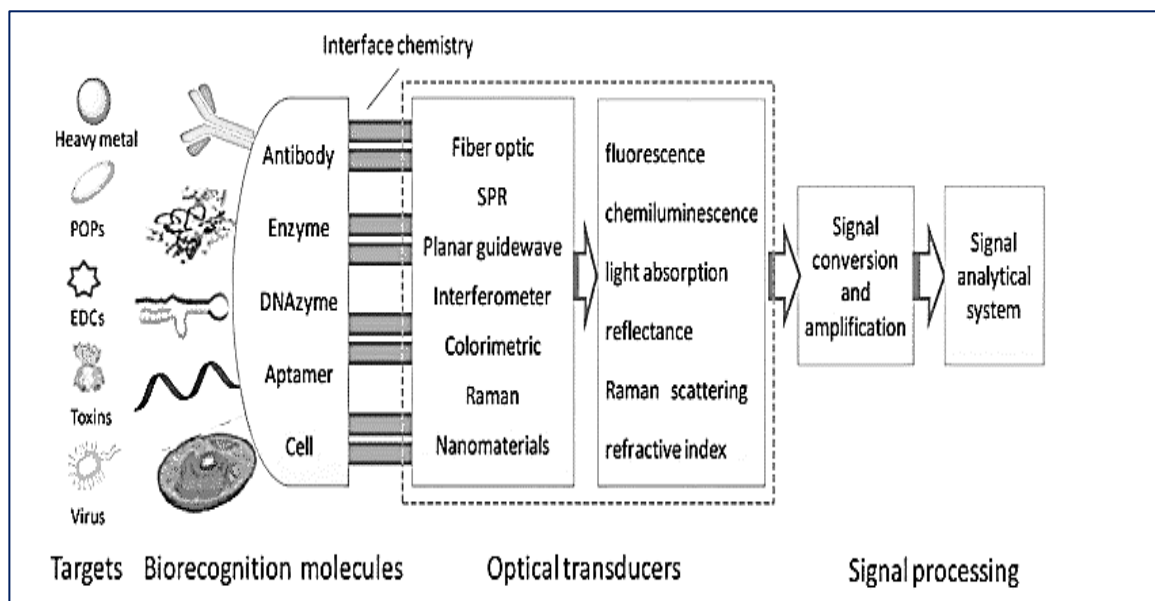 Interface chemistry
Heavy metal
POPs
EDCs
Toxins
Virus
Antibody
Enzyme
DNAzyme
Aptamer
Cell
Fiber optic
SPR
Planar guidewave
Interferometer
Colorimetric
Raman
Nanomaterials
fluorescence
chemiluminescence
light absorption
reflectance
Raman scattering
refractive index
Signal
conversion
and
amplification
Signal
analytical
system
Targets
Biorecognition molecules
Optical transducers
Signal processing